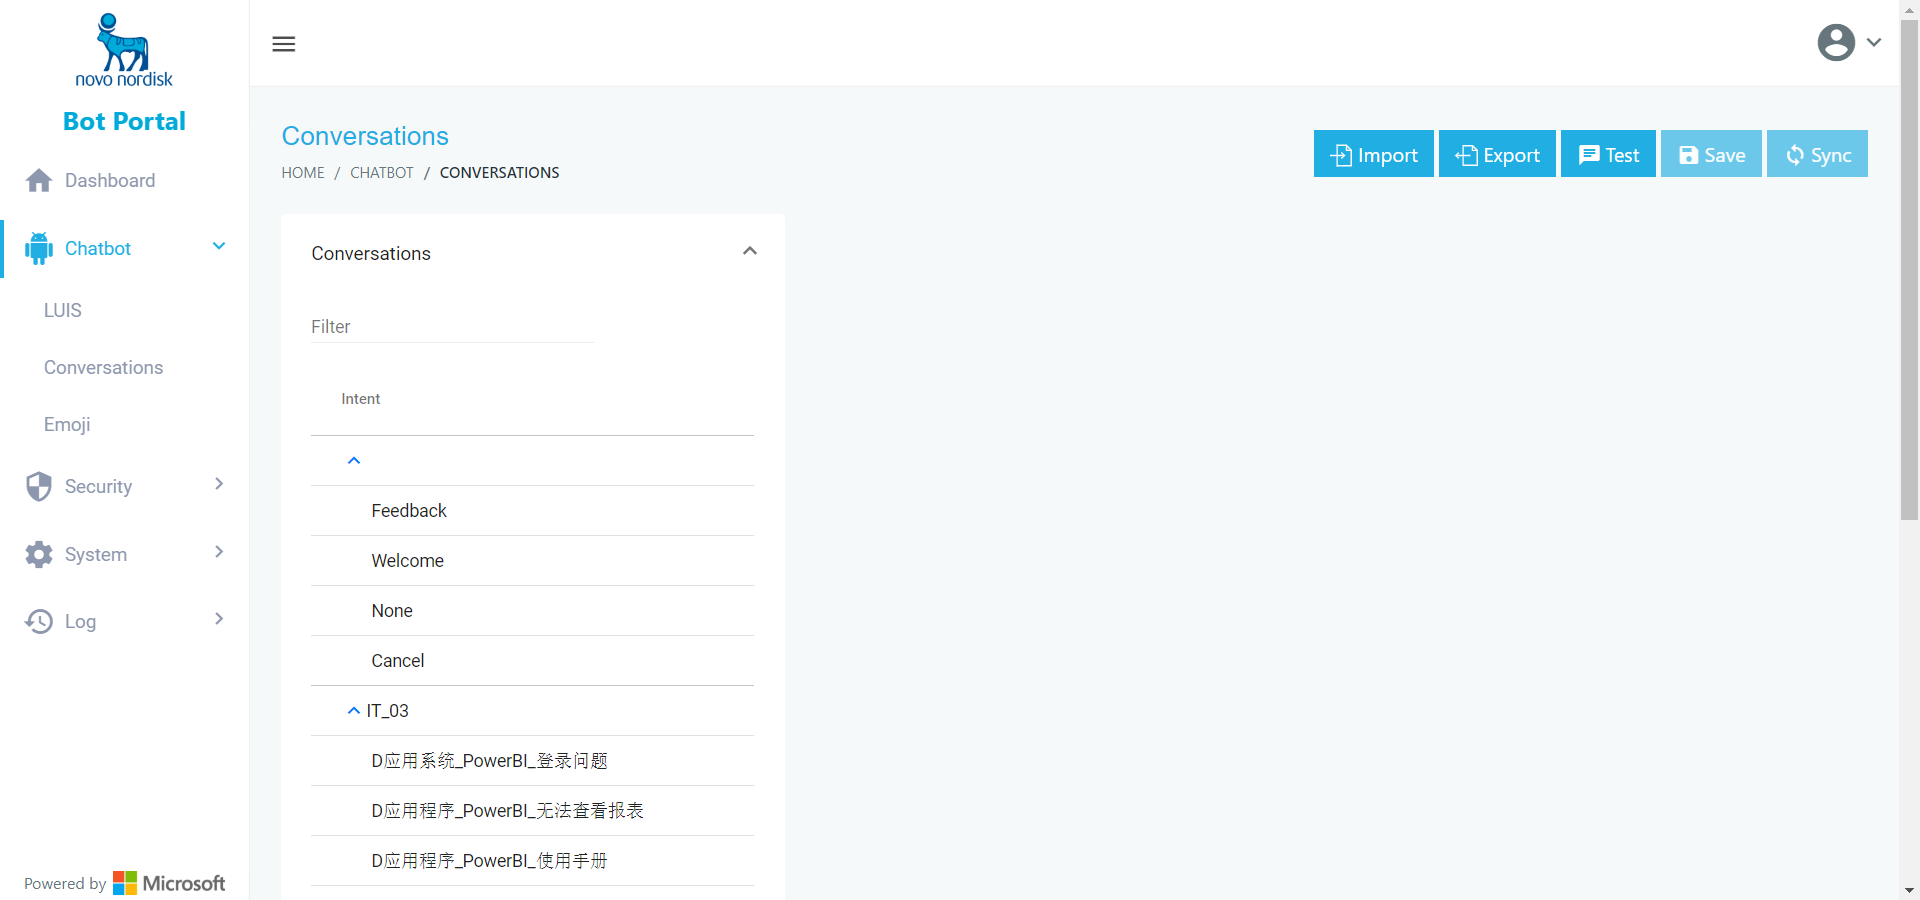 novo nordisk
Bot Portal
Dashboard
Chatbot
LUIS
Conversations
Emoji
Security
System
Log
Powered by Microsoft
Conversations
HOME / CHATBOT / CONVERSATIONS
Import
Export
Test
Save
Sync
Conversations
Filter
Intent
Feedback
Welcome
None
Cancel
IT_03
D应用系统_PowerBI_登录问题
D应用程序_PowerBI_无法查看报表
D应用程序_PowerBI_使用手册